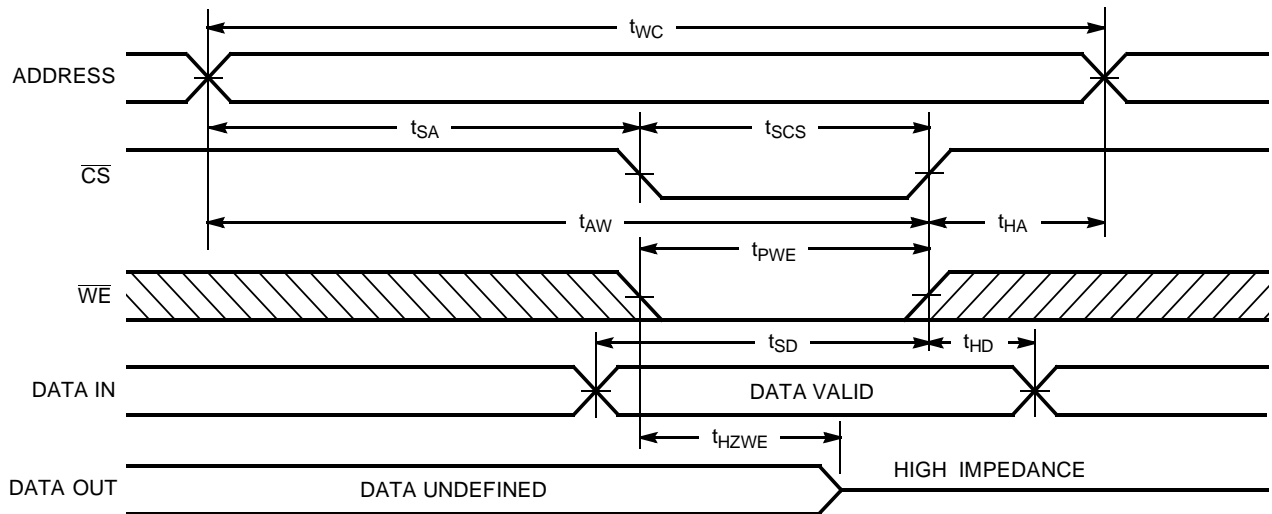 tWC
ADDRESS
tSA
tSCS
CS
tAW
tHA
tPWE
WE
tSD
tHD
DATA IN
DATA VALID
tHZWE
DATA OUT
DATA UNDEFINED
HIGH IMPEDANCE